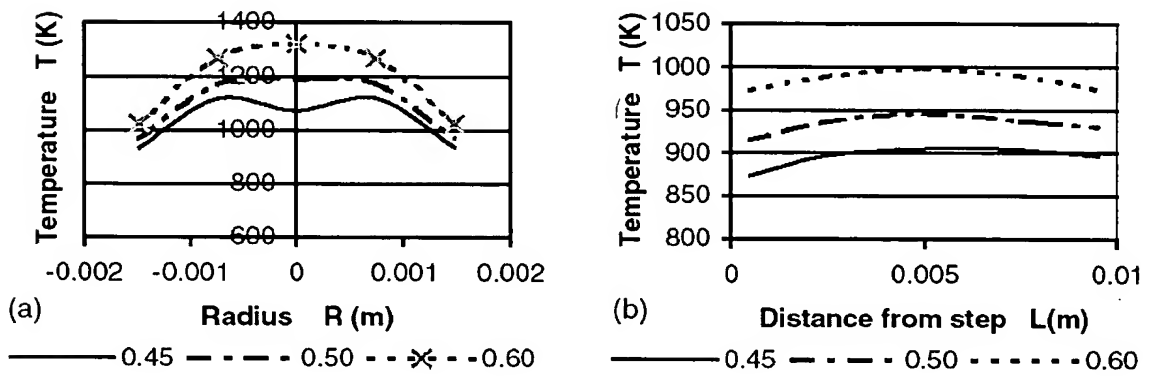 Temperature T (K)
1400
1200
1000
800
600
-0.002 -0.001 0 0.001 0.002
(a) Radius R (m)
0.45 0.50 0.60
Temperature T (K)
1050
1000
950
900
850
800
0 0.005 0.01
(b) Distance from step L(m)
0.45 0.50 0.60